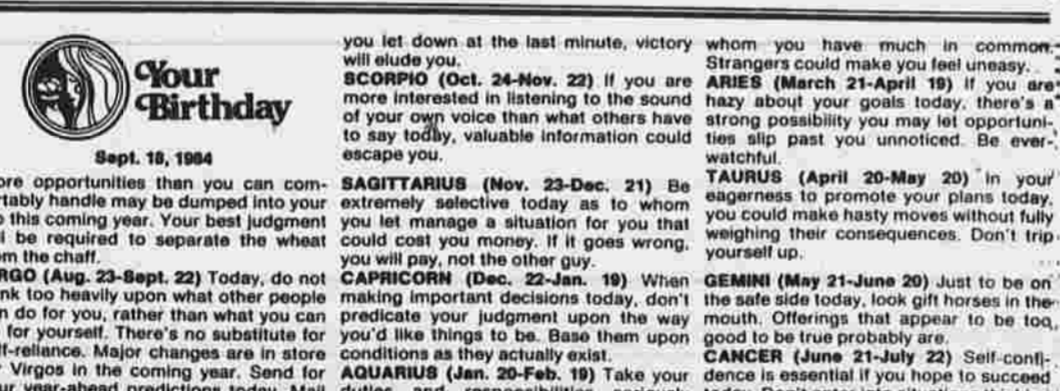 Your
Birthday
Sept. 18, 1984
ore opportunities than you can com-
rtably handle may be dumped into your
this coming year. Your best judgment
l be required to separate the wheat
om the chaff.
RGO (Aug. 23-Sept. 22) Today, do not
nk too heavily upon what other people
n do for you, rather than what you can
for yourself. There's no substitute for
lf-reliance. Major changes are in store
Virgos in the coming year. Send for
ur year-ahead predictions today. Mail
you let down at the last minute, victory
will elude you.
SCORPIO (Oct. 24-Nov. 22) If you are
more interested in listening to the sound
of your own voice than what others have
to say today, valuable information could
escape you.
SAGITTARIUS (Nov. 23-Dec. 21) Be
extremely selective today as to whom
you let manage a situation for you that
could cost you money. If it goes wrong,
you will pay, not the other guy.
CAPRICORN (Dec. 22-Jan. 19) When
making important decisions today, don't
predicate your judgment upon the way
you'd like things to be. Base them upon
conditions as they actually exist.
AQUARIUS (Jan. 20-Feb. 19) Take your
duties and responsibilities
whom you have much in common.
Strangers could make you feel uneasy.
ARIES (March 21-April 19) If you are
hazy about your goals today, there's a
strong possibility you may let opportuni-
ties slip past you unnoticed. Be ever-
watchful.
TAURUS (April 20-May 20) In your
eagerness to promote your plans today,
you could make hasty moves without fully
weighing their consequences. Don't trip
yourself up.
GEMINI (May 21-June 20) Just to be on
the safe side today, look gift horses in the
mouth. Offerings that appear to be too
good to be true probably are.
CANCER (June 21-July 22) Self-confi-
dence is essential if you hope to succeed